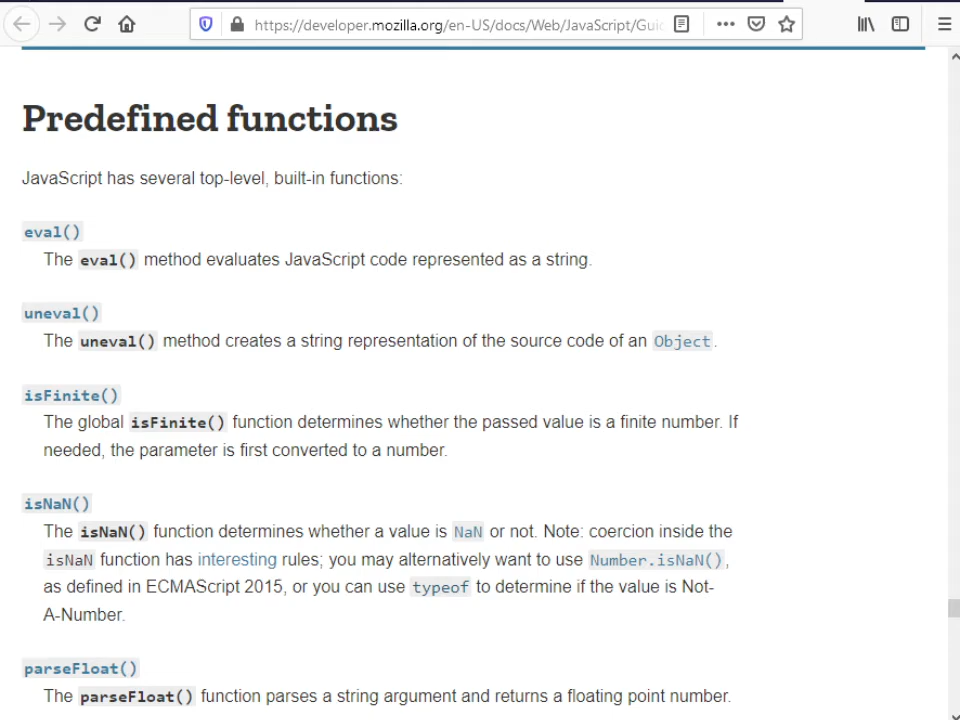 https://developer.mozilla.org/en-US/docs/Web/JavaScript/Gui
Predefined functions
JavaScript has several top-level, built-in functions:
eval()
The eval() method evaluates JavaScript code represented as a string.
uneval()
The uneval() method creates a string representation of the source code of an Object.
isFinite()
The global isFinite() function determines whether the passed value is a finite number. If
needed, the parameter is first converted to a number.
isNaN()
The isNaN() function determines whether a value is NaN or not. Note: coercion inside the
isNaN function has interesting rules; you may alternatively want to use Number.isNaN(),
as defined in ECMAScript 2015, or you can use typeof to determine if the value is Not-
A-Number.
parseFloat()
The parseFloat() function parses a string argument and returns a floating point number.